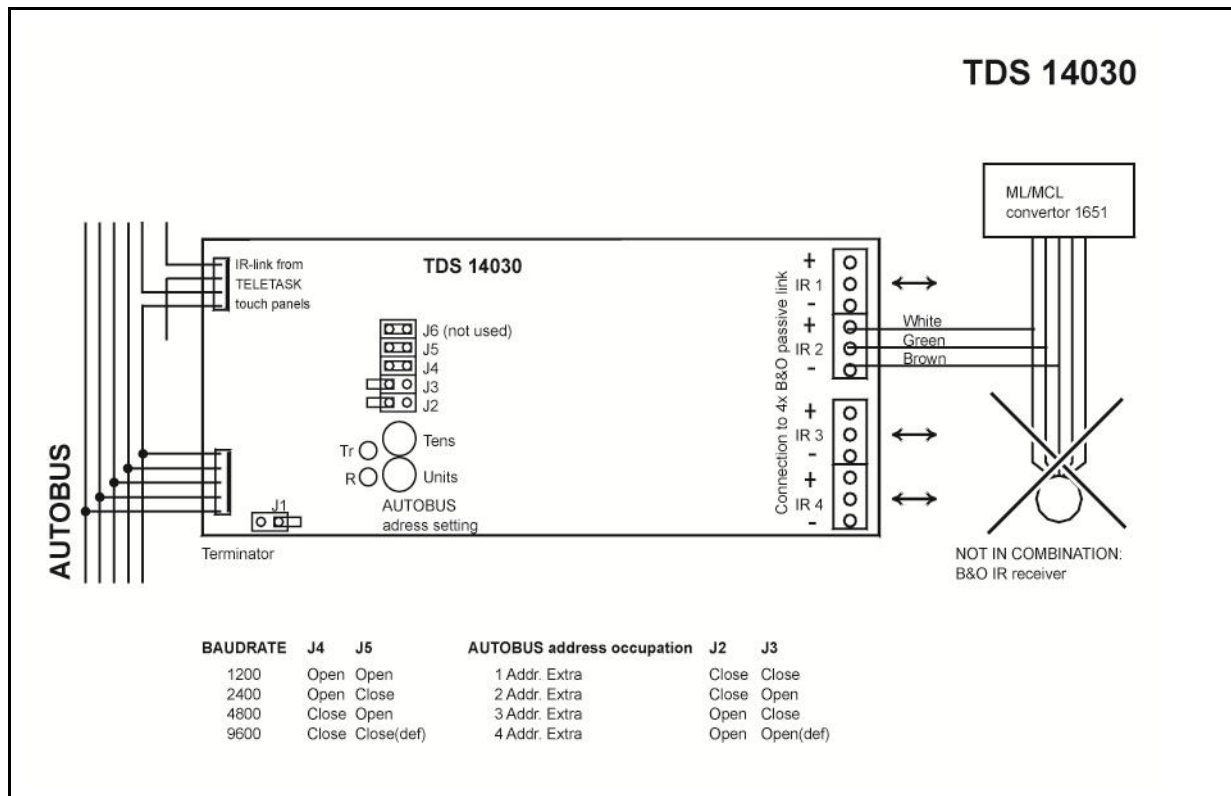 TDS 14030
ML/MCL
convertor 1651
IR-link from
TELETASK
touch panels
TDS 14030
J6 (not used)
J5
J4
J3
J2
Tr
Tens
R
Units
AUTOBUS
adress setting
J1
Terminator
AUTOBUS
Connection to 4x B&O passive link
+
IR 1
-
+
IR 2
-
+
IR 3
-
+
IR 4
-
White
Green
Brown
NOT IN COMBINATION:
B&O IR receiver
BAUDRATE J4 J5 AUTOBUS address occupation J2 J3
1200 Open Open 1 Addr. Extra Close Close
2400 Open Close 2 Addr. Extra Close Open
4800 Close Open 3 Addr. Extra Open Close
9600 Close Close(def) 4 Addr. Extra Open Open(def)